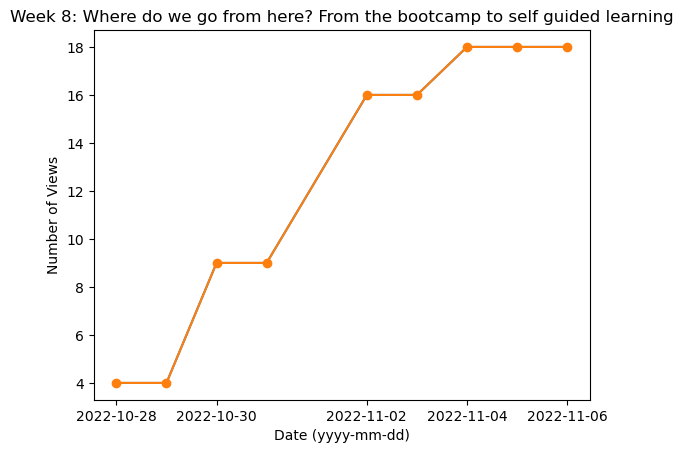 Week 8: Where do we go from here? From the bootcamp to self guided learning
18
16
14
12
10
8
6
4
Number of Views
2022-10-28 2022-10-30 2022-11-02 2022-11-04 2022-11-06
Date (yyyy-mm-dd)